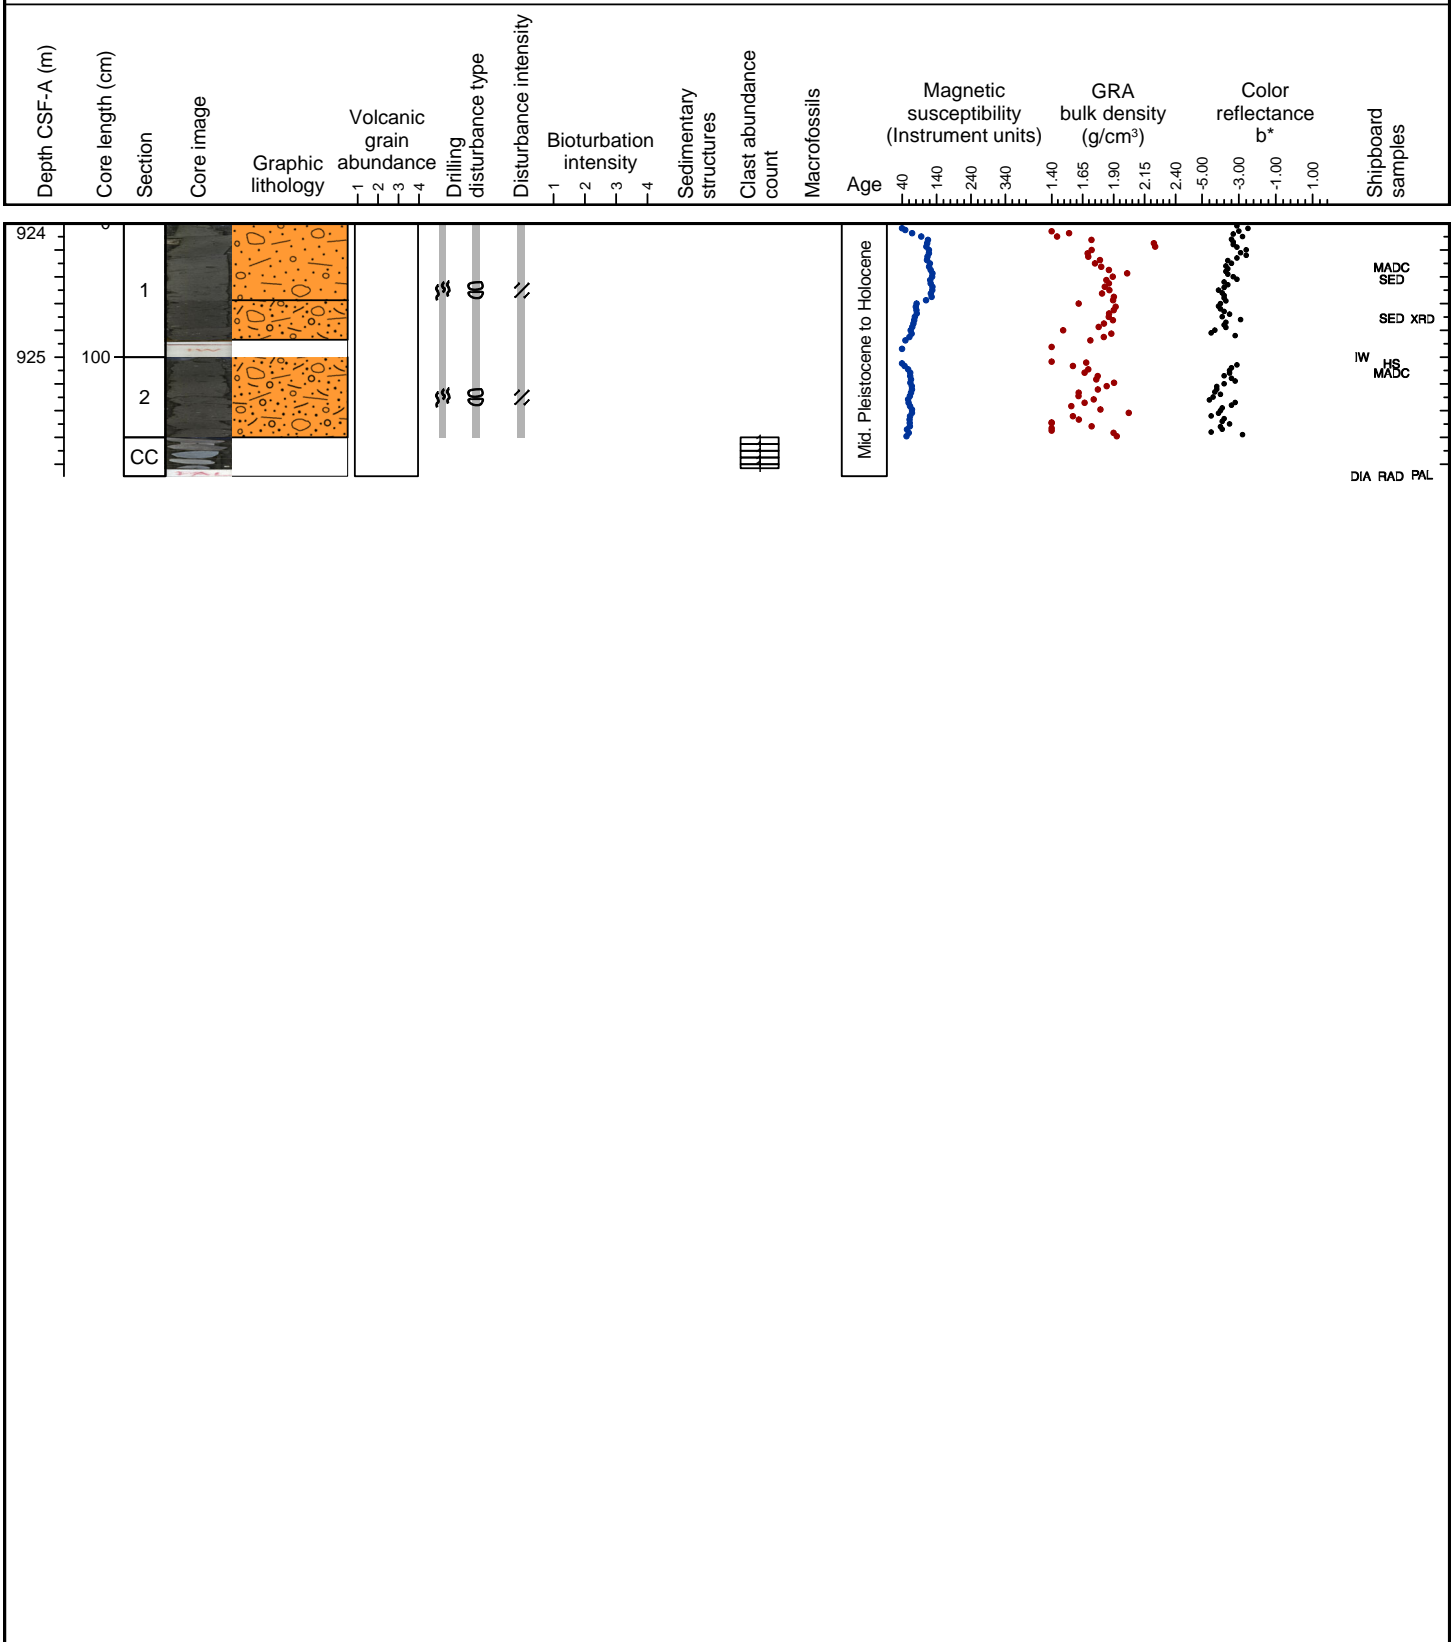 Depth CSF-A (m)
Core length (cm)
Section
Core image
Graphic
lithology
Volcanic
grain
abundance
1
2
3
4
Drilling
disturbance type
Disturbance intensity
Bioturbation
intensity
1
2
3
4
Sedimentary
structures
Clast abundance
count
Macrofossils
Age
Magnetic
susceptibility
(Instrument units)
40
140
240
340
GRA
bulk density
(g/cm³)
1.40
1.65
1.90
2.15
2.40
Color
reflectance
b*
-5.00
-3.00
-1.00
1.00
Shipboard
samples
924
0
1
925
100
2
CC
Mid. Pleistocene to Holocene
MADC
SED
SED XRD
IW
HS
MADC
DIA RAD PAL